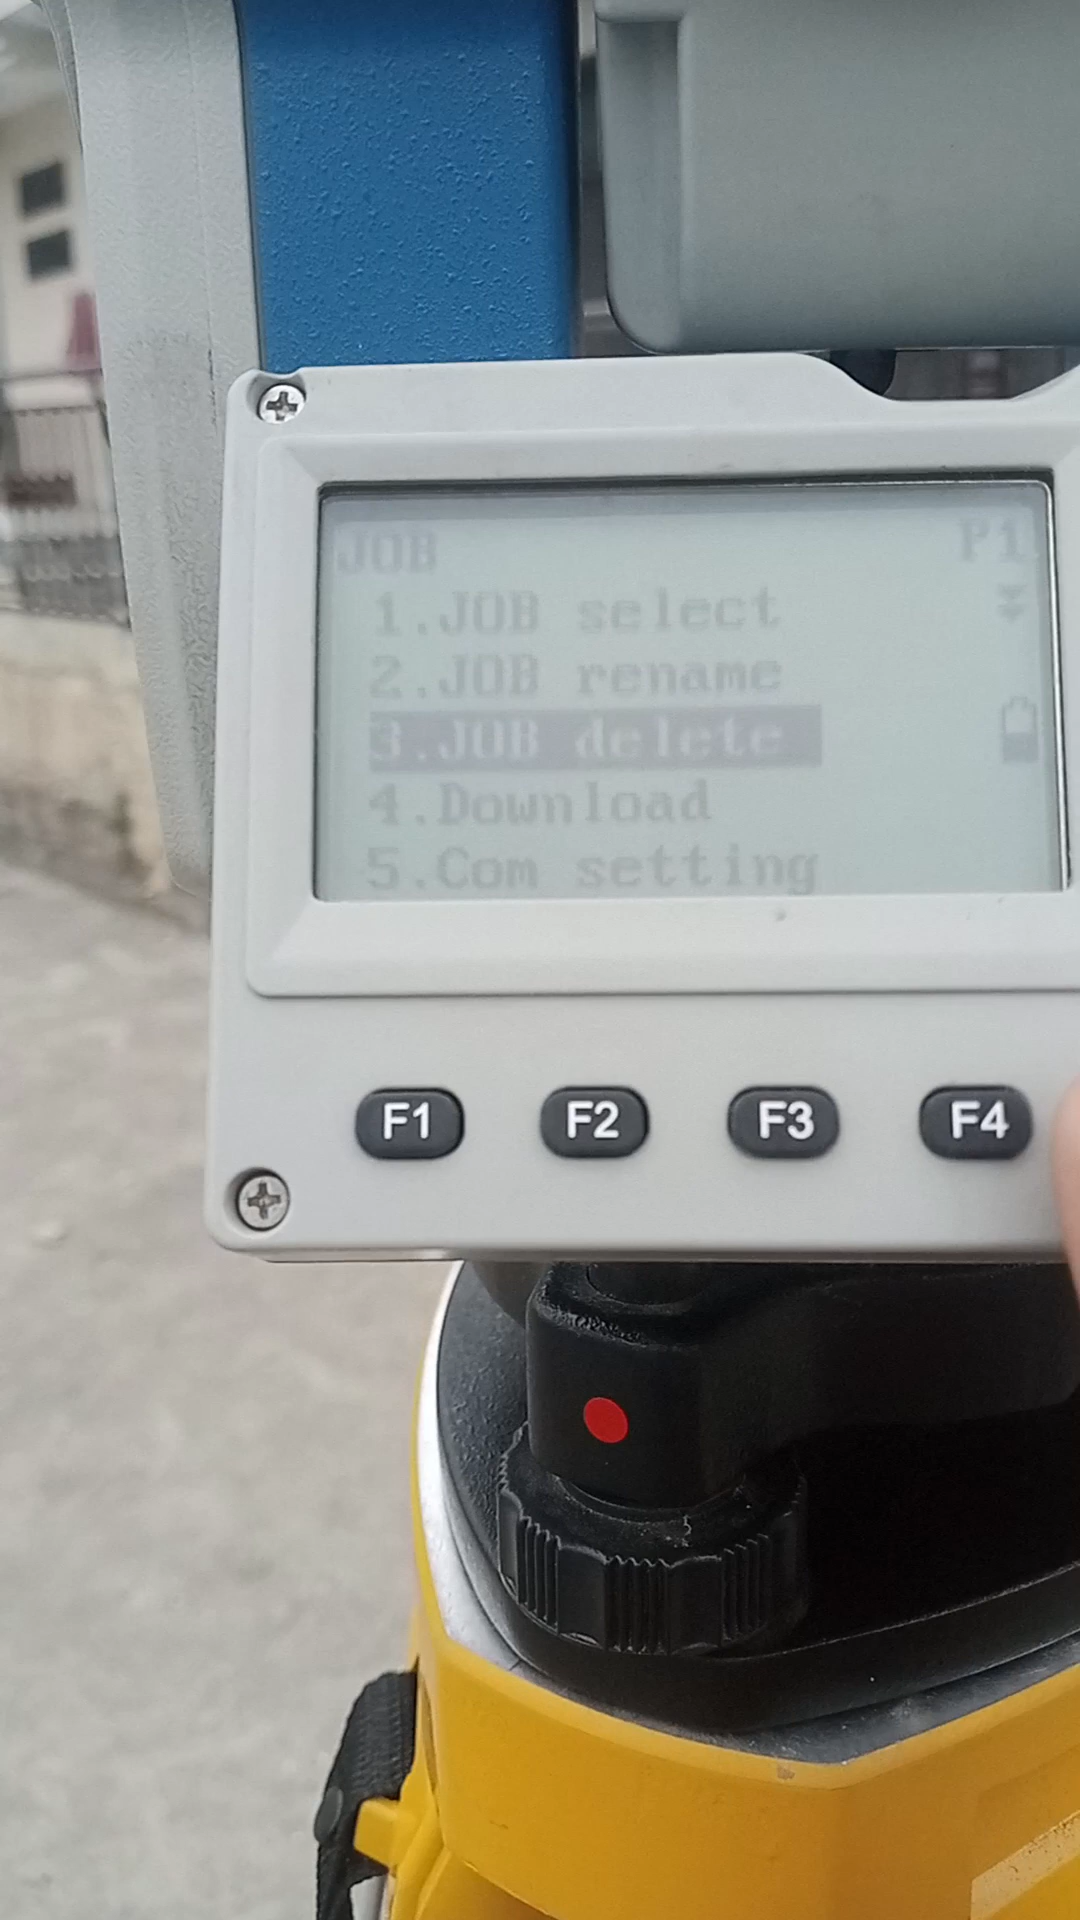 JOB P1
1.JOB select
2.JOB rename
3.JOB delete
4.Download
5.Com setting
F1 F2 F3 F4